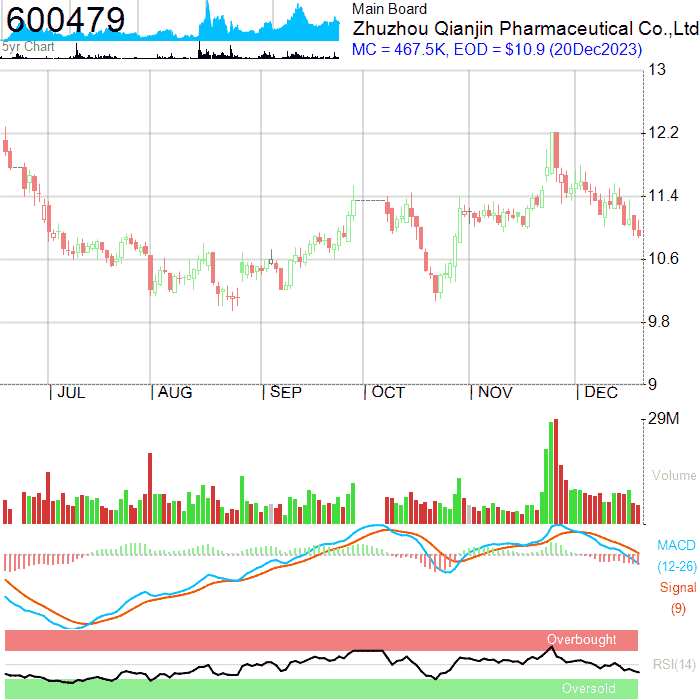 600479
5yr Chart
Main Board
Zhuzhou Qianjin Pharmaceutical Co.,Ltd
MC = 467.5K, EOD = $10.9 (20Dec2023)
13
12.2
11.4
10.6
9.8
9
JUL
AUG
SEP
OCT
NOV
DEC
29M
Volume
MACD
(12-26)
Signal
(9)
Overbought
RSI(14)
Oversold